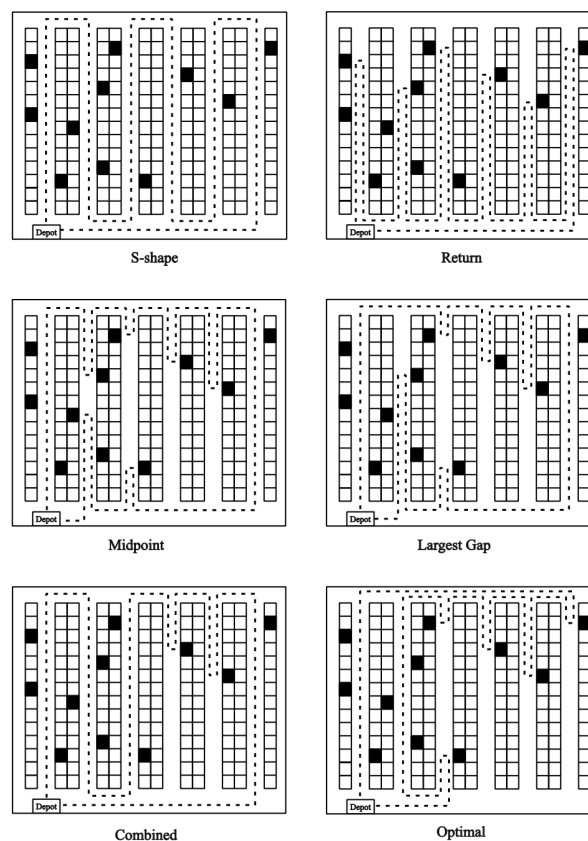 Depot
Depot
S-shape
Return
Depot
Depot
Midpoint
Largest Gap
Depot
Depot
Combined
Optimal